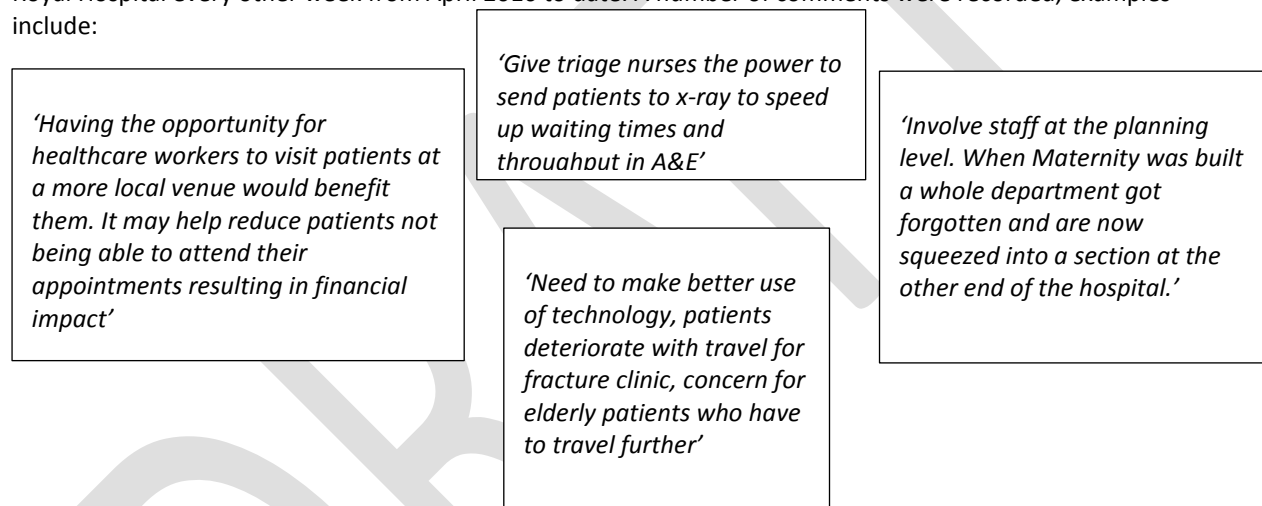 include:
‘Having the opportunity for
healthcare workers to visit patients at
a more local venue would benefit
them. It may help reduce patients not
being able to attend their
appointments resulting in financial
impact’
‘Give triage nurses the power to
send patients to x-ray to speed
up waiting times and
throughput in A&E’
‘Involve staff at the planning
level. When Maternity was built
a whole department got
forgotten and are now
squeezed into a section at the
other end of the hospital.’
‘Need to make better use
of technology, patients
deteriorate with travel for
fracture clinic, concern for
elderly patients who have
to travel further’